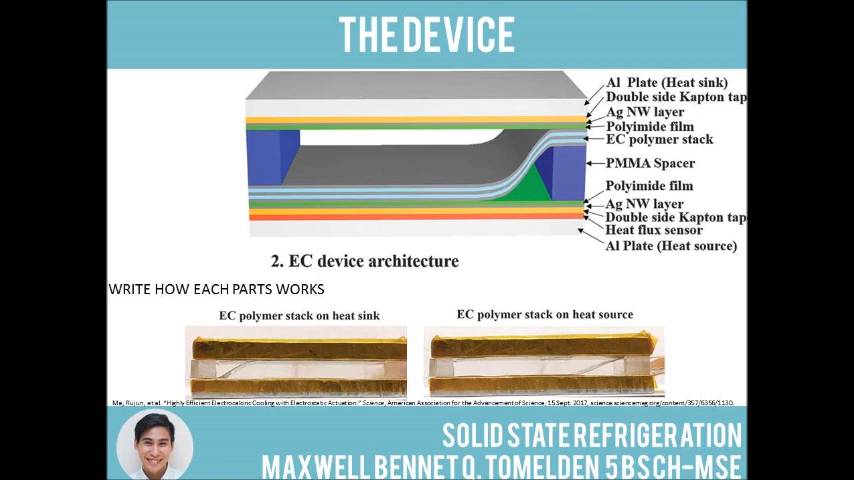 THE DEVICE
Al Plate (Heat sink)
Double side Kapton tap
Ag NW layer
Polyimide film
EC polymer stack
PMMA Spacer
Polyimide film
Ag NW layer
Double side Kapton tap
Heat flux sensor
Al Plate (Heat source)
2. EC device architecture
WRITE HOW EACH PARTS WORKS
EC polymer stack on heat sink
EC polymer stack on heat source
Ma, Rujun, et al. "Highly Efficient Electrocaloric Cooling with Electrostatic Actuation." Science, American Association for the Advancement of Science, 15 Sept. 2017, science.sciencemag.org/content/357/6356/1130.
SOLID STATE REFRIGERATION
MAXWELL BENNET Q. TOMELDEN 5 BS CH-MSE